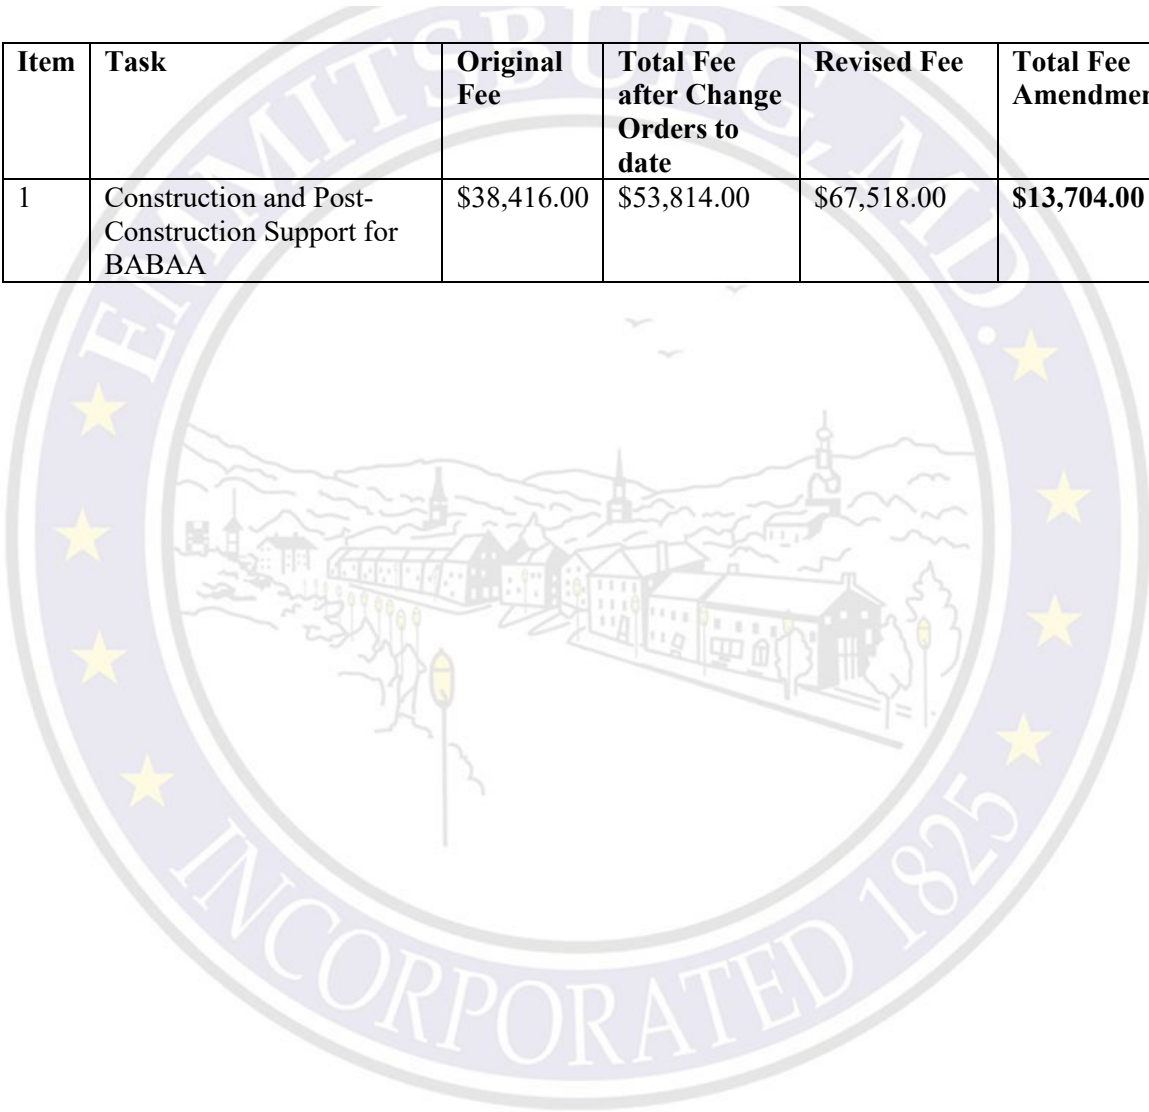 Item Task Original Fee Total Fee after Change Orders to date Revised Fee Total Fee
1 Construction and Post-Construction Support for BABAA $38,416.00 $53,814.00 $67,518.00 $13,704.00
EMMITSBURG, MD.
INCORPORATED 1825